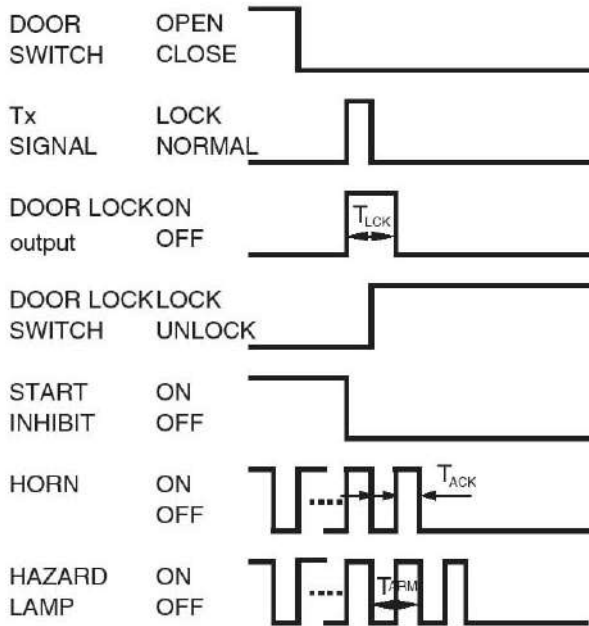 DOOR OPEN
SWITCH CLOSE
Tx LOCK
SIGNAL NORMAL
DOOR LOCK ON
output OFF
TLCK
DOOR LOCK LOCK
SWITCH UNLOCK
START ON
INHIBIT OFF
HORN ON
OFF
TACK
HAZARD ON
LAMP OFF
TARM